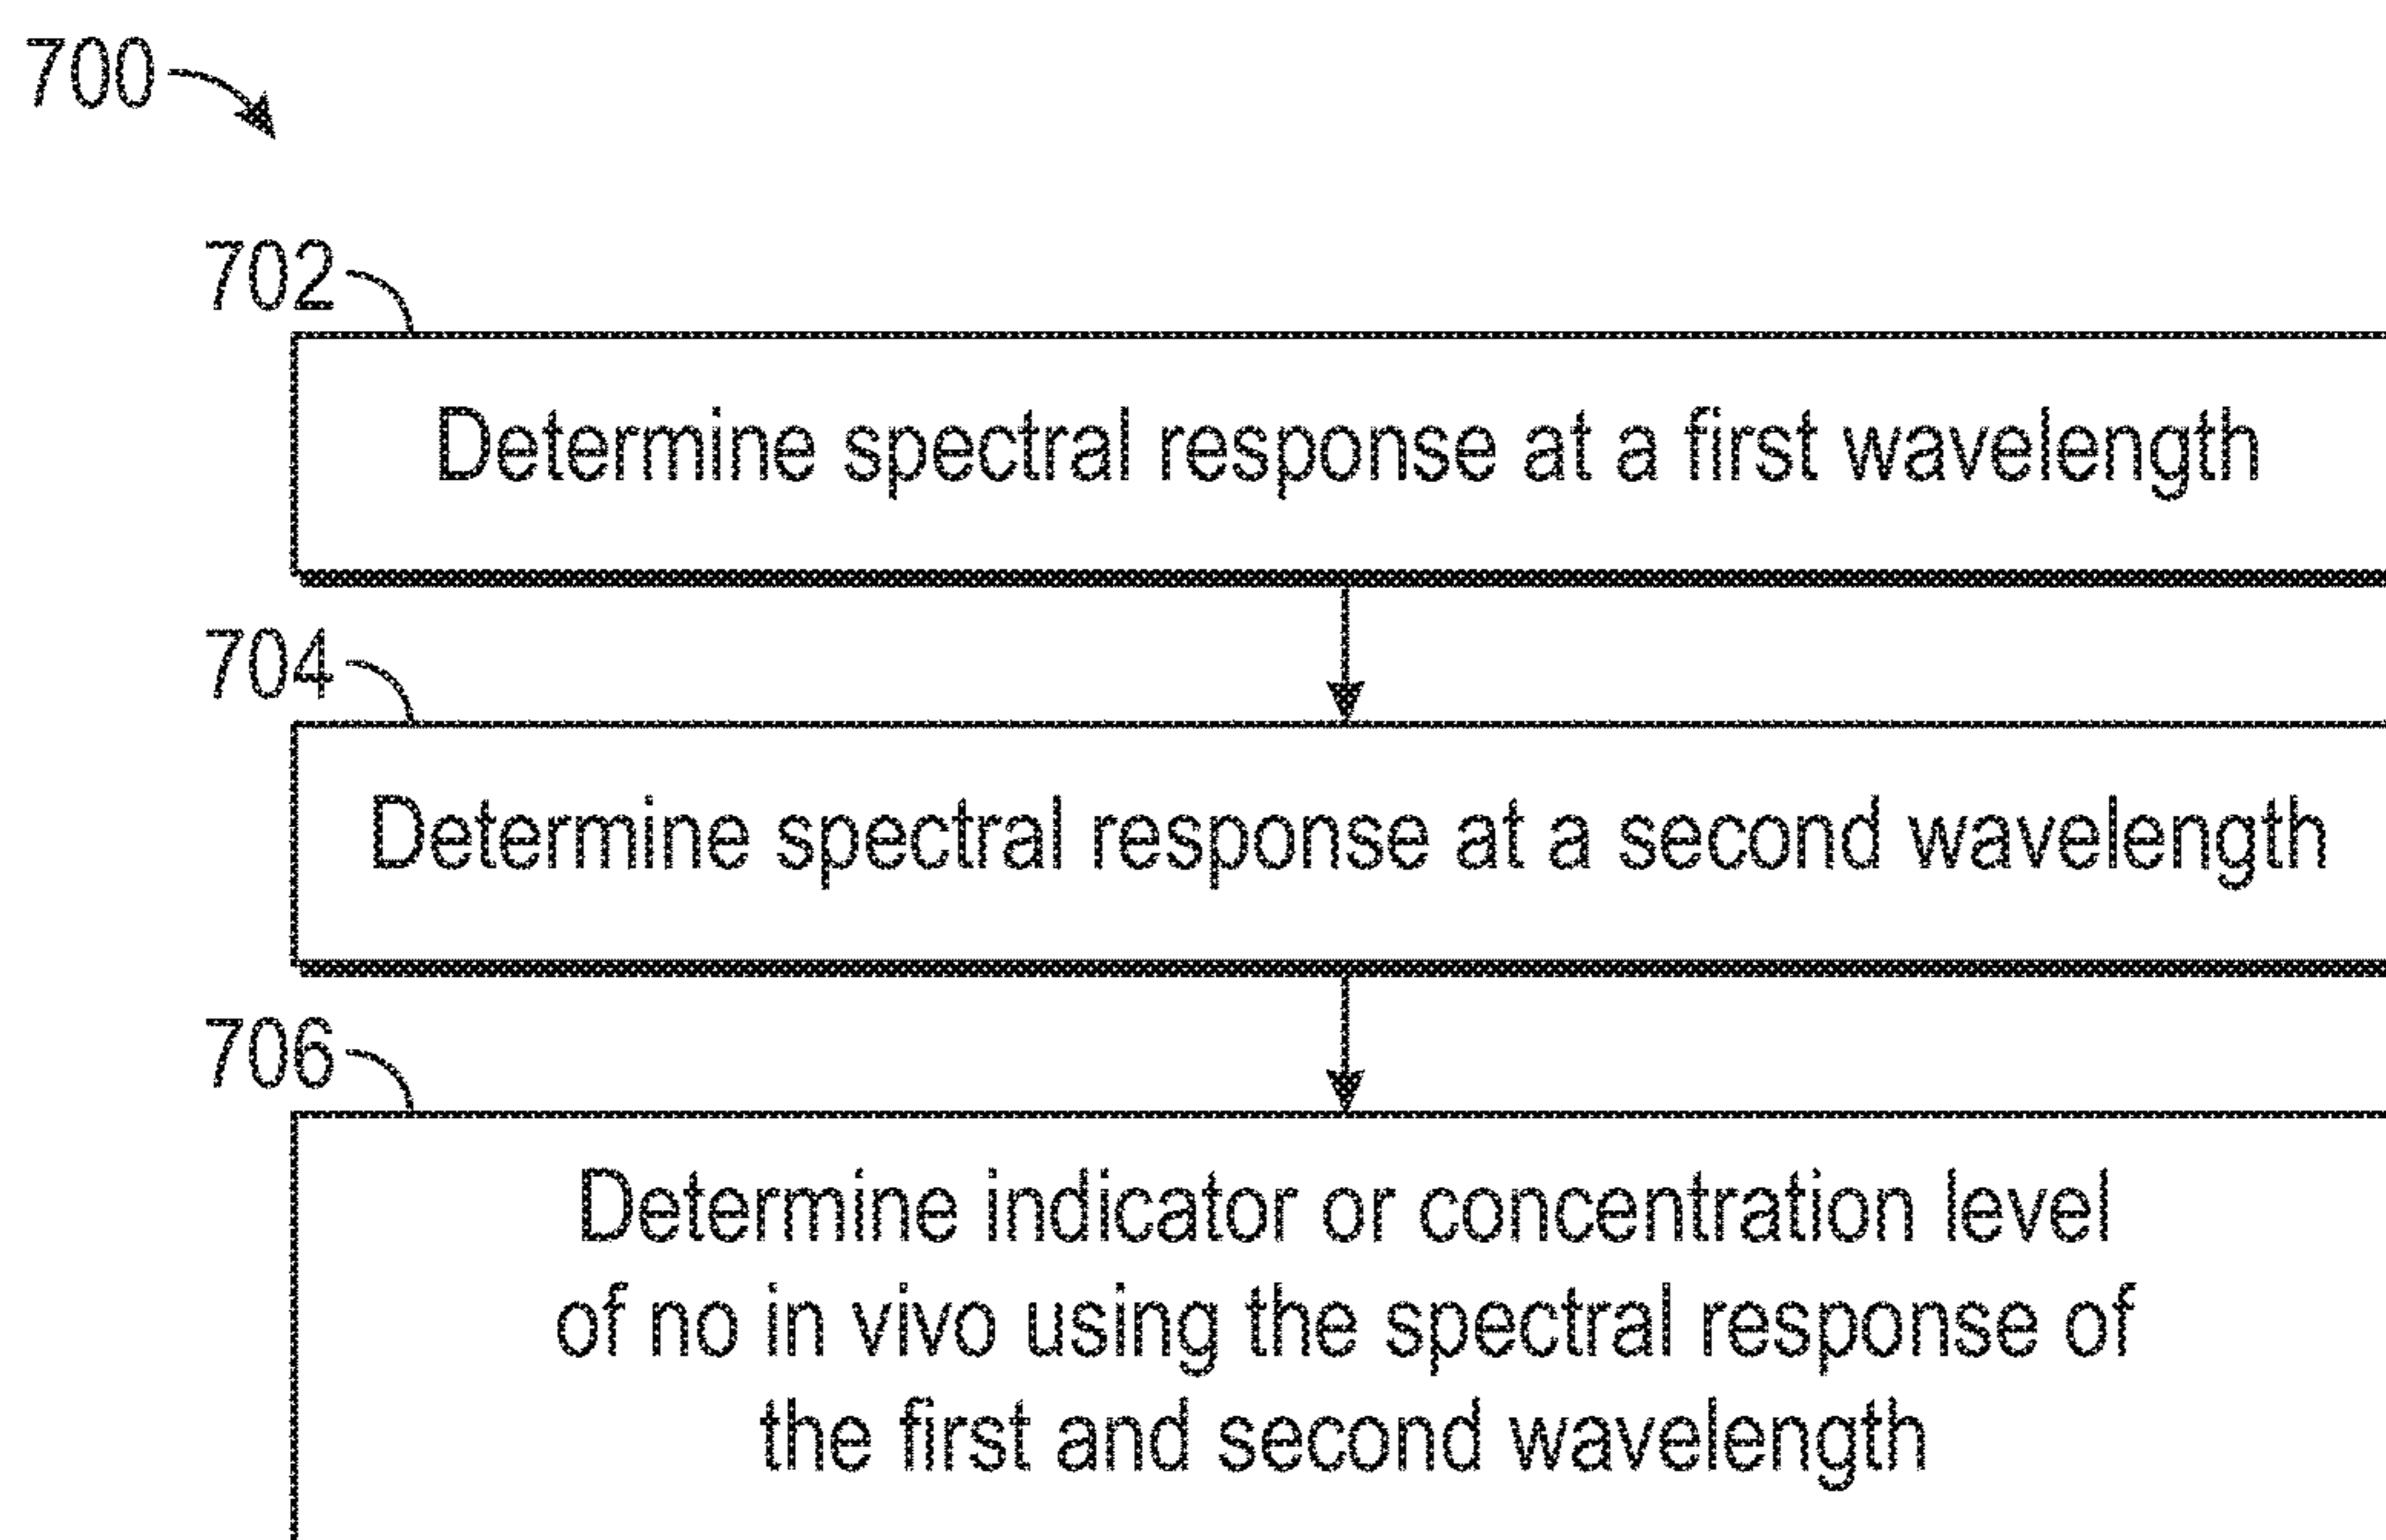 700
702
Determine spectral response at a first wavelength
704
Determine spectral response at a second wavelength
706
Determine indicator or concentration level
of no in vivo using the spectral response of
the first and second wavelength